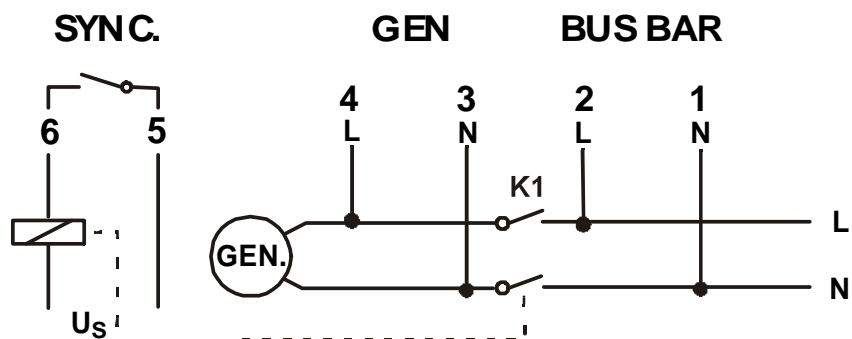 SYNC. GEN BUS BAR
4 3 2 1
6 5 L N L N
K1
L
GEN.
N
US